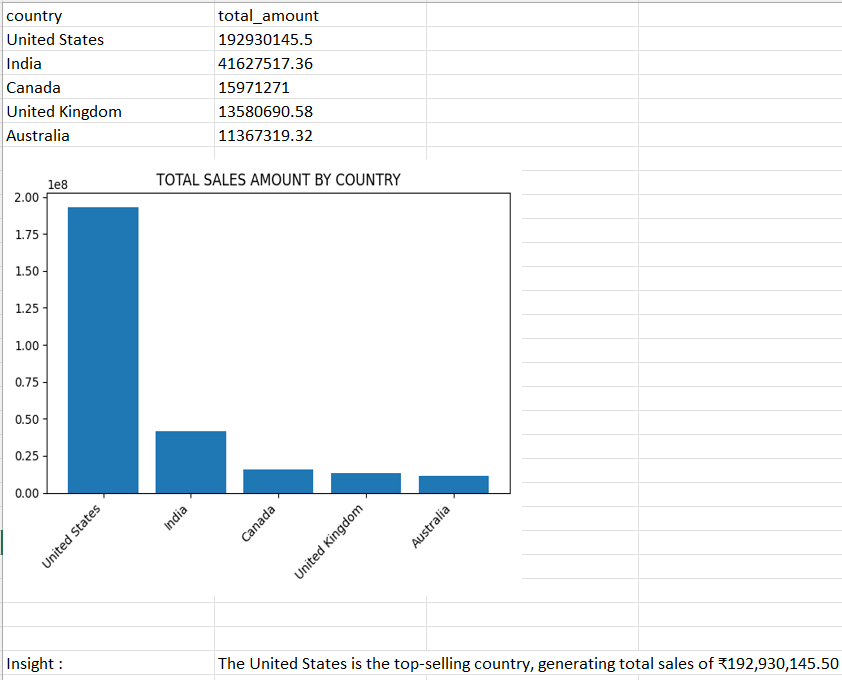 country total_amount
United States 192930145.5
India 41627517.36
Canada 15971271
United Kingdom 13580690.58
Australia 11367319.32
TOTAL SALES AMOUNT BY COUNTRY
1e8
2.00
1.75
1.50
1.25
1.00
0.75
0.50
0.25
0.00
United States
India
Canada
United Kingdom
Australia
Insight : The United States is the top-selling country, generating total sales of ₹192,930,145.50